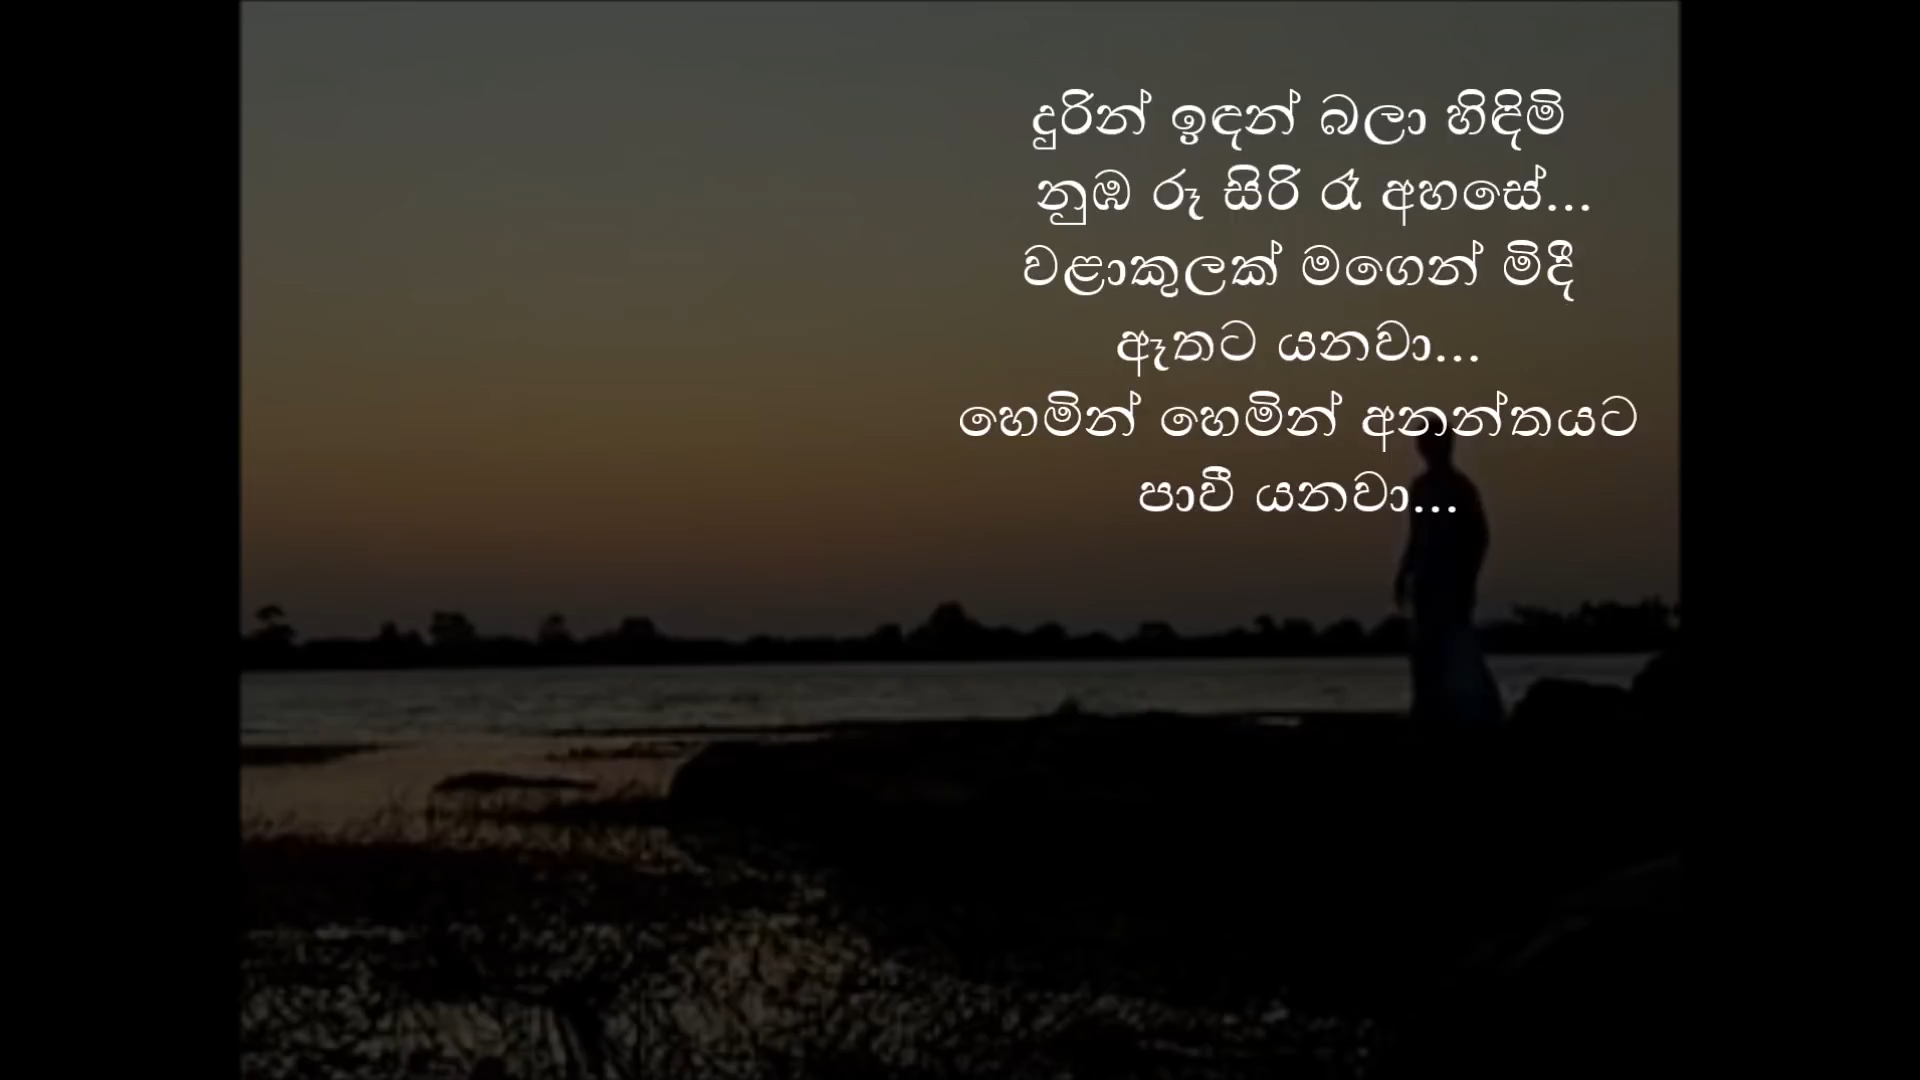 දුරින් ඉඳන් බලා හිඳිමි
නුඹ රූ සිරි රෑ අහසේ...
වළාකුලක් මගෙන් මිදී
ඈතට යනවා...
හෙමින් හෙමින් අනන්තයට
පාවී යනවා...